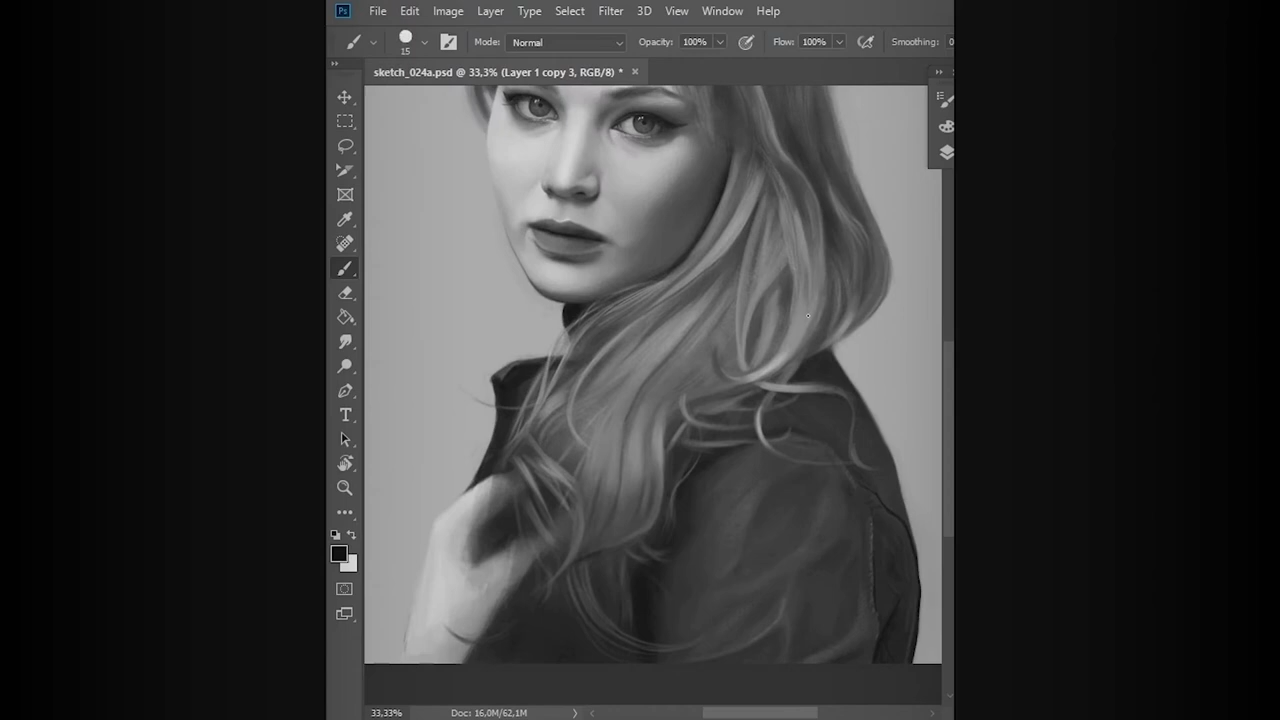 Ps File Edit Image Layer Type Select Filter 3D View Window Help
15 Mode: Normal Opacity: 100% Flow: 100% Smoothing: 0
sketch_024a.psd @ 33,3% (Layer 1 copy 3, RGB/8) *
T
33,33% Doc: 16,0M/62,1M